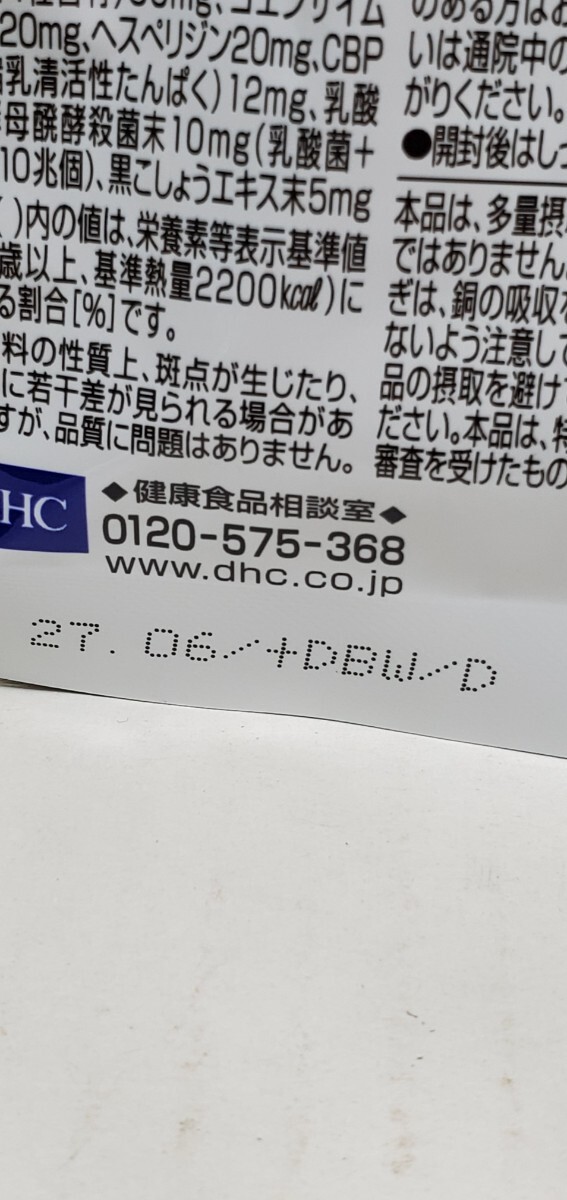 20mg、ヘスペリジン20mg、CBP
乳清活性たんぱく)12mg、乳酸
母醗酵殺菌末10mg(乳酸菌+
10兆個)、黒こしょうエキス末5mg
)内の値は、栄養素等表示基準値
歳以上、基準熱量2200kcal)に
る割合[%]です。
料の性質上、斑点が生じたり、
に若干差が見られる場合があ
すが、品質に問題はありません。
のある方はお
いは通院中の
がりください。
●開封後はしっ
本品は、多量摂
ではありません。
ぎは、銅の吸収を
ないよう注意して
品の摂取を避け
ださい。本品は、特
審査を受けたもの
DHC
◆健康食品相談室◆
0120-575-368
www.dhc.co.jp
27. 06/+DBW/D